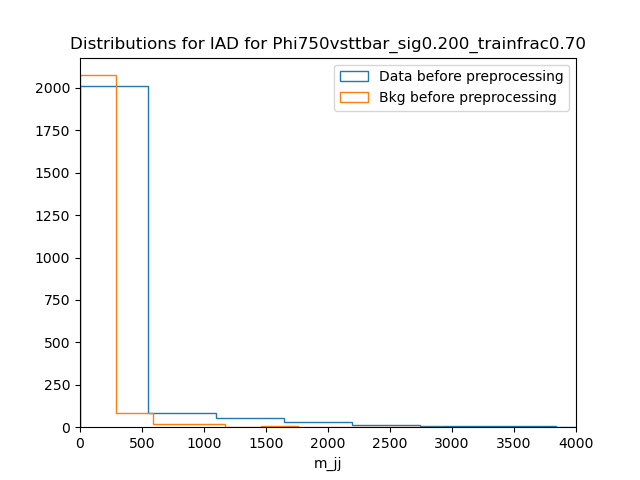 Distributions for IAD for Phi750vsttbar_sig0.200_trainfrac0.70
Data before preprocessing
Bkg before preprocessing
2000
1750
1500
1250
1000
750
500
250
0
0 500 1000 1500 2000 2500 3000 3500 4000
m_jj